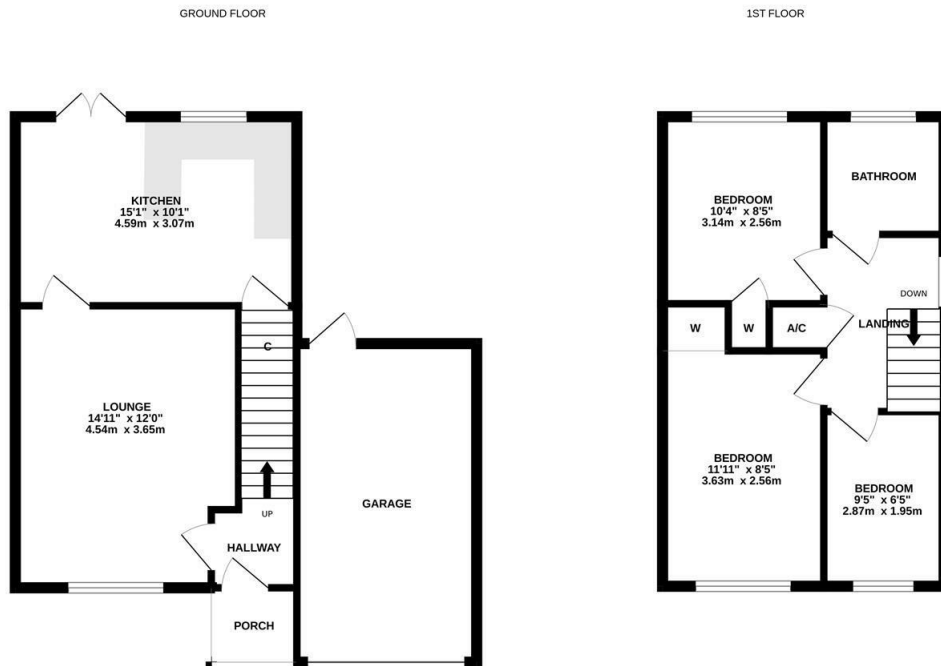 GROUND FLOOR
1ST FLOOR
KITCHEN
15'1" x 10'1"
4.59m x 3.07m
C
LOUNGE
14'11" x 12'0"
4.54m x 3.65m
UP
HALLWAY
PORCH
GARAGE
BEDROOM
10'4" x 8'5"
3.14m x 2.56m
BATHROOM
DOWN
W
W
A/C
LANDING
BEDROOM
11'11" x 8'5"
3.63m x 2.56m
BEDROOM
9'5" x 6'5"
2.87m x 1.95m